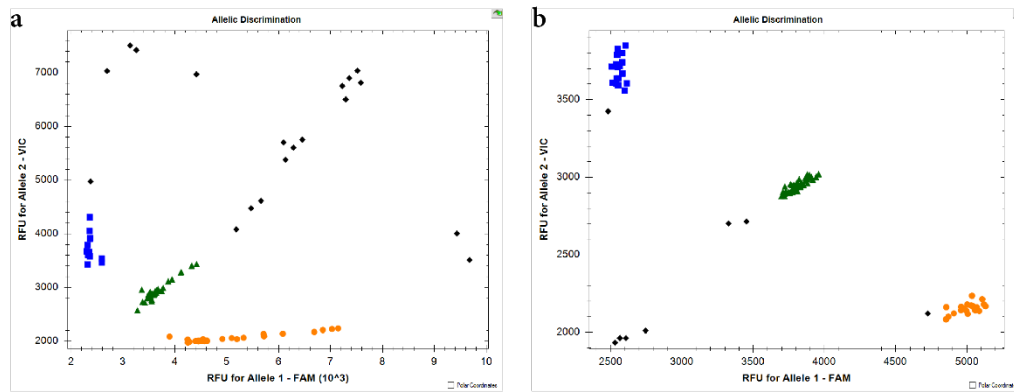 a
Allelic Discrimination
RFU for Allele 2 - VIC
7000
6000
5000
4000
3000
2000
2
3
4
5
6
7
8
9
10
RFU for Allele 1 - FAM (10^3)
Polar Coordinates
b
Allelic Discrimination
RFU for Allele 2 - VIC
3500
3000
2500
2000
2500
3000
3500
4000
4500
5000
RFU for Allele 1 - FAM
Polar Coordinates